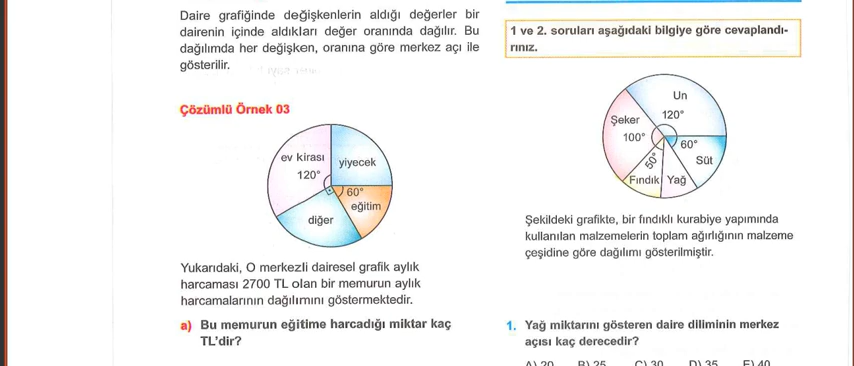 Daire grafiğinde değişkenlerin aldığı değerler bir
dairenin içinde aldıkları değer oranında dağılır. Bu
dağılımda her değişken, oranına göre merkez açı ile
gösterilir.
Çözümlü Örnek 03
ev kirası
120°
yiyecek
60°
eğitim
diğer
Yukarıdaki, O merkezli dairesel grafik aylık
harcaması 2700 TL olan bir memurun aylık
harcamalarının dağılımını göstermektedir.
a) Bu memurun eğitime harcadığı miktar kaç
TL'dir?
1 ve 2. soruları aşağıdaki bilgiye göre cevaplandı-
rınız.
Un
120°
Şeker
100°
60°
Süt
50°
Fındık
Yağ
Şekildeki grafikte, bir fındıklı kurabiye yapımında
kullanılan malzemelerin toplam ağırlığının malzeme
çeşidine göre dağılımı gösterilmiştir.
1. Yağ miktarını gösteren daire diliminin merkez
açısı kaç derecedir?
A) 20 B) 25 C) 30 D) 35 E) 40